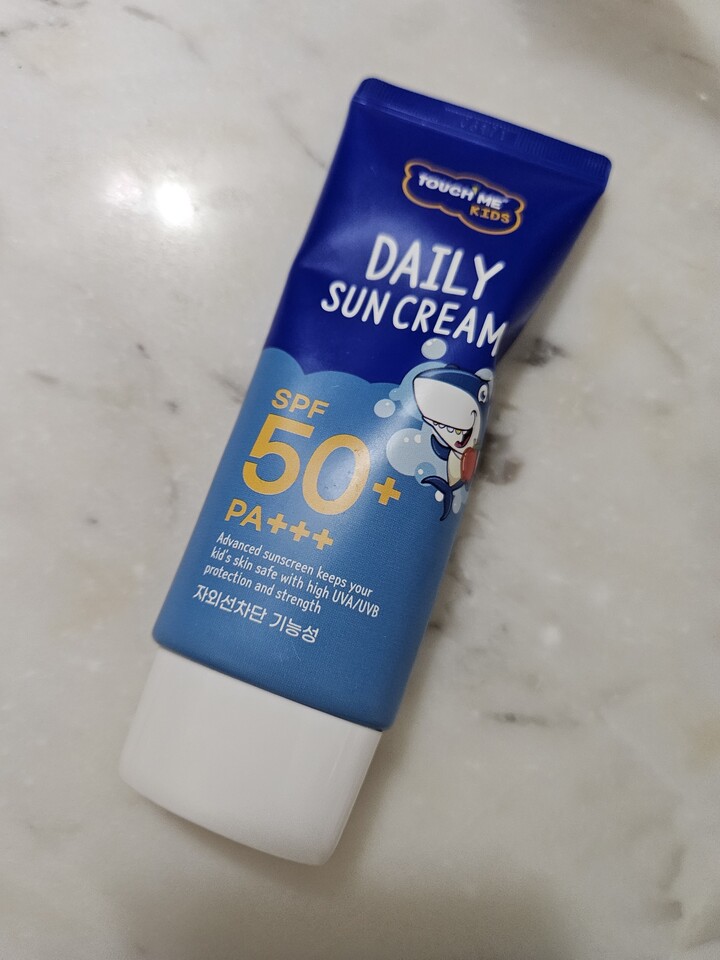 TOUCH ME
KIDS
DAILY
SUN CREAM
SPF
50+
PA+++
Advanced sunscreen keeps your
kid's skin safe with high UVA/UVB
protection and strength
자외선차단 기능성